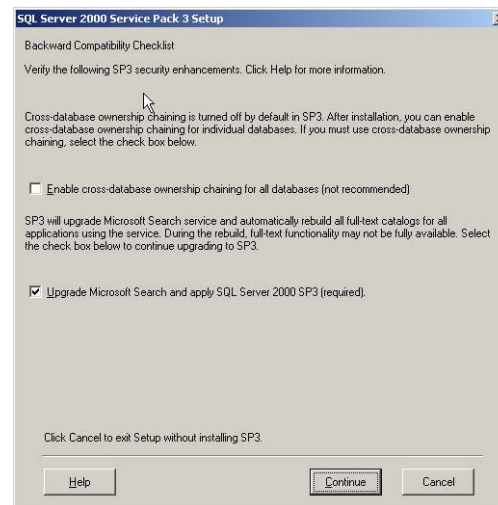 SQL Server 2000 Service Pack 3 Setup
Backward Compatibility Checklist
Verify the following SP3 security enhancements. Click Help for more information.
Cross-database ownership chaining is turned off by default in SP3. After installation, you can enable
cross-database ownership chaining for individual databases. If you must use cross-database ownership
chaining, select the check box below.
Enable cross-database ownership chaining for all databases (not recommended)
SP3 will upgrade Microsoft Search service and automatically rebuild all full-text catalogs for all
applications using the service. During the rebuild, full-text functionality may not be fully available. Select
the check box below to continue upgrading to SP3.
Upgrade Microsoft Search and apply SQL Server 2000 SP3 (required).
Click Cancel to exit Setup without installing SP3.
Help
Continue
Cancel